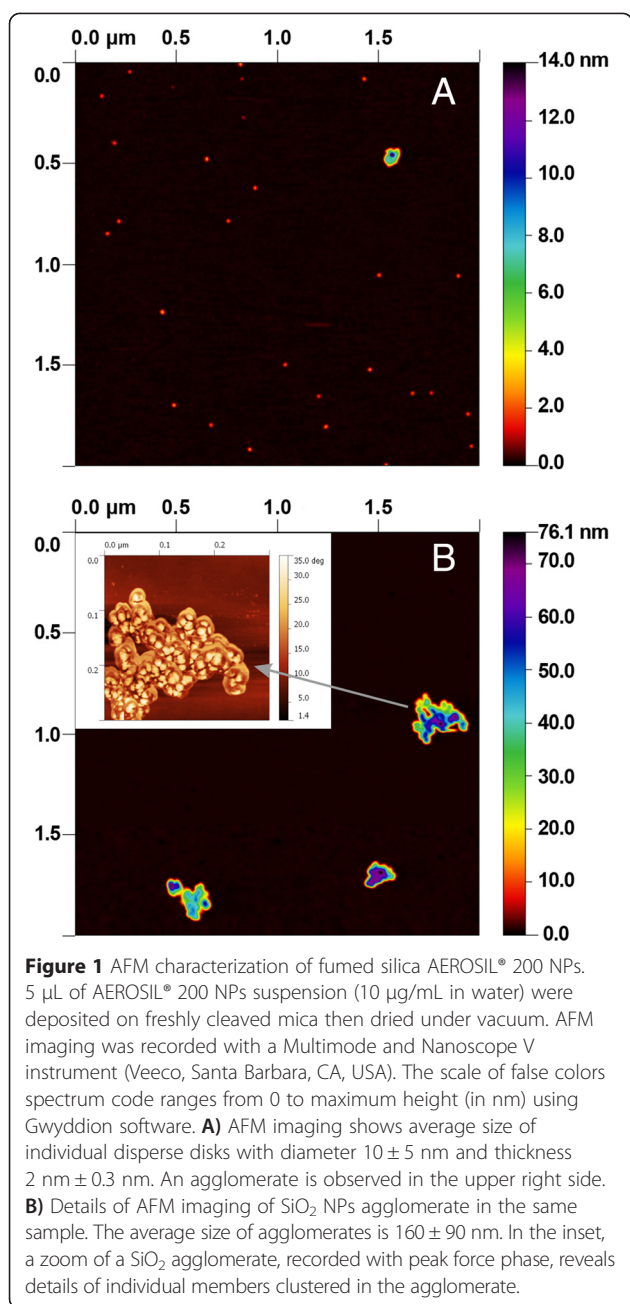 0.0 µm 0.5 1.0 1.5
0.0
0.5
1.0
1.5
A
14.0 nm
12.0
10.0
8.0
6.0
4.0
2.0
0.0
0.0 µm 0.5 1.0 1.5
0.0
0.5
1.0
1.5
B
76.1 nm
70.0
60.0
50.0
40.0
30.0
20.0
10.0
0.0
0.0 µm 0.1 0.2
0.0
0.1
0.2
35.0 deg
30.0
25.0
20.0
15.0
10.0
5.0
1.4
Figure 1 AFM characterization of fumed silica AEROSIL® 200 NPs.
5 µL of AEROSIL® 200 NPs suspension (10 µg/mL in water) were
deposited on freshly cleaved mica then dried under vacuum. AFM
imaging was recorded with a Multimode and Nanoscope V
instrument (Veeco, Santa Barbara, CA, USA). The scale of false colors
spectrum code ranges from 0 to maximum height (in nm) using
Gwyddion software. A) AFM imaging shows average size of
individual disperse disks with diameter 10 ± 5 nm and thickness
2 nm ± 0.3 nm. An agglomerate is observed in the upper right side.
B) Details of AFM imaging of SiO₂ NPs agglomerate in the same
sample. The average size of agglomerates is 160 ± 90 nm. In the inset,
a zoom of a SiO₂ agglomerate, recorded with peak force phase, reveals
details of individual members clustered in the agglomerate.